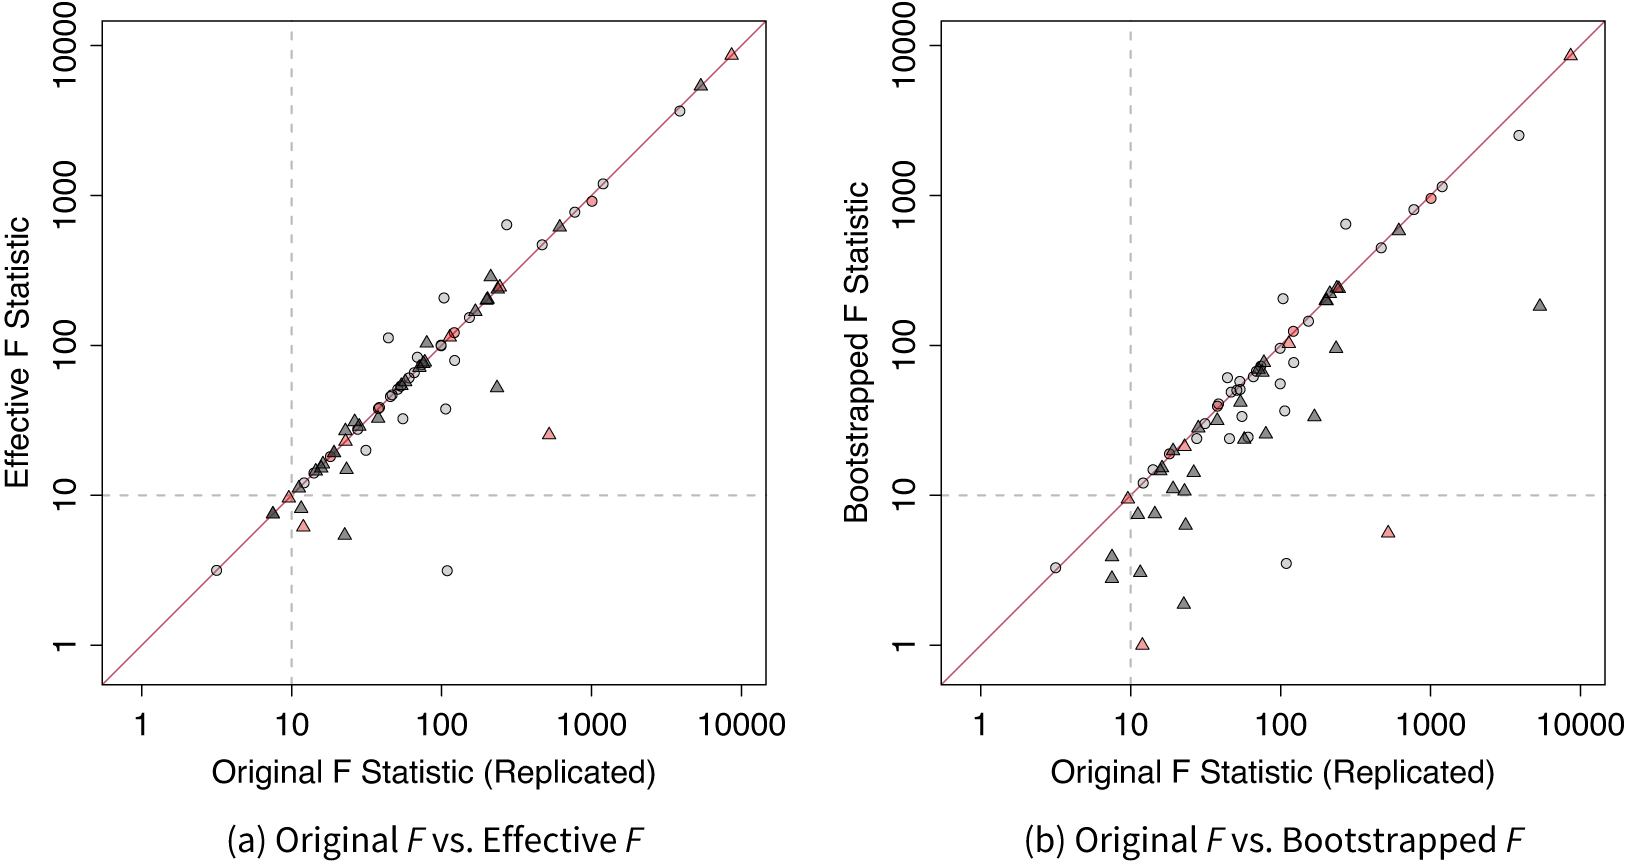 Effective F Statistic
10000
1000
100
10
1
1 10 100 1000 10000
Original F Statistic (Replicated)
(a) Original F vs. Effective F
Bootstrapped F Statistic
10000
1000
100
10
1
1 10 100 1000 10000
Original F Statistic (Replicated)
(b) Original F vs. Bootstrapped F